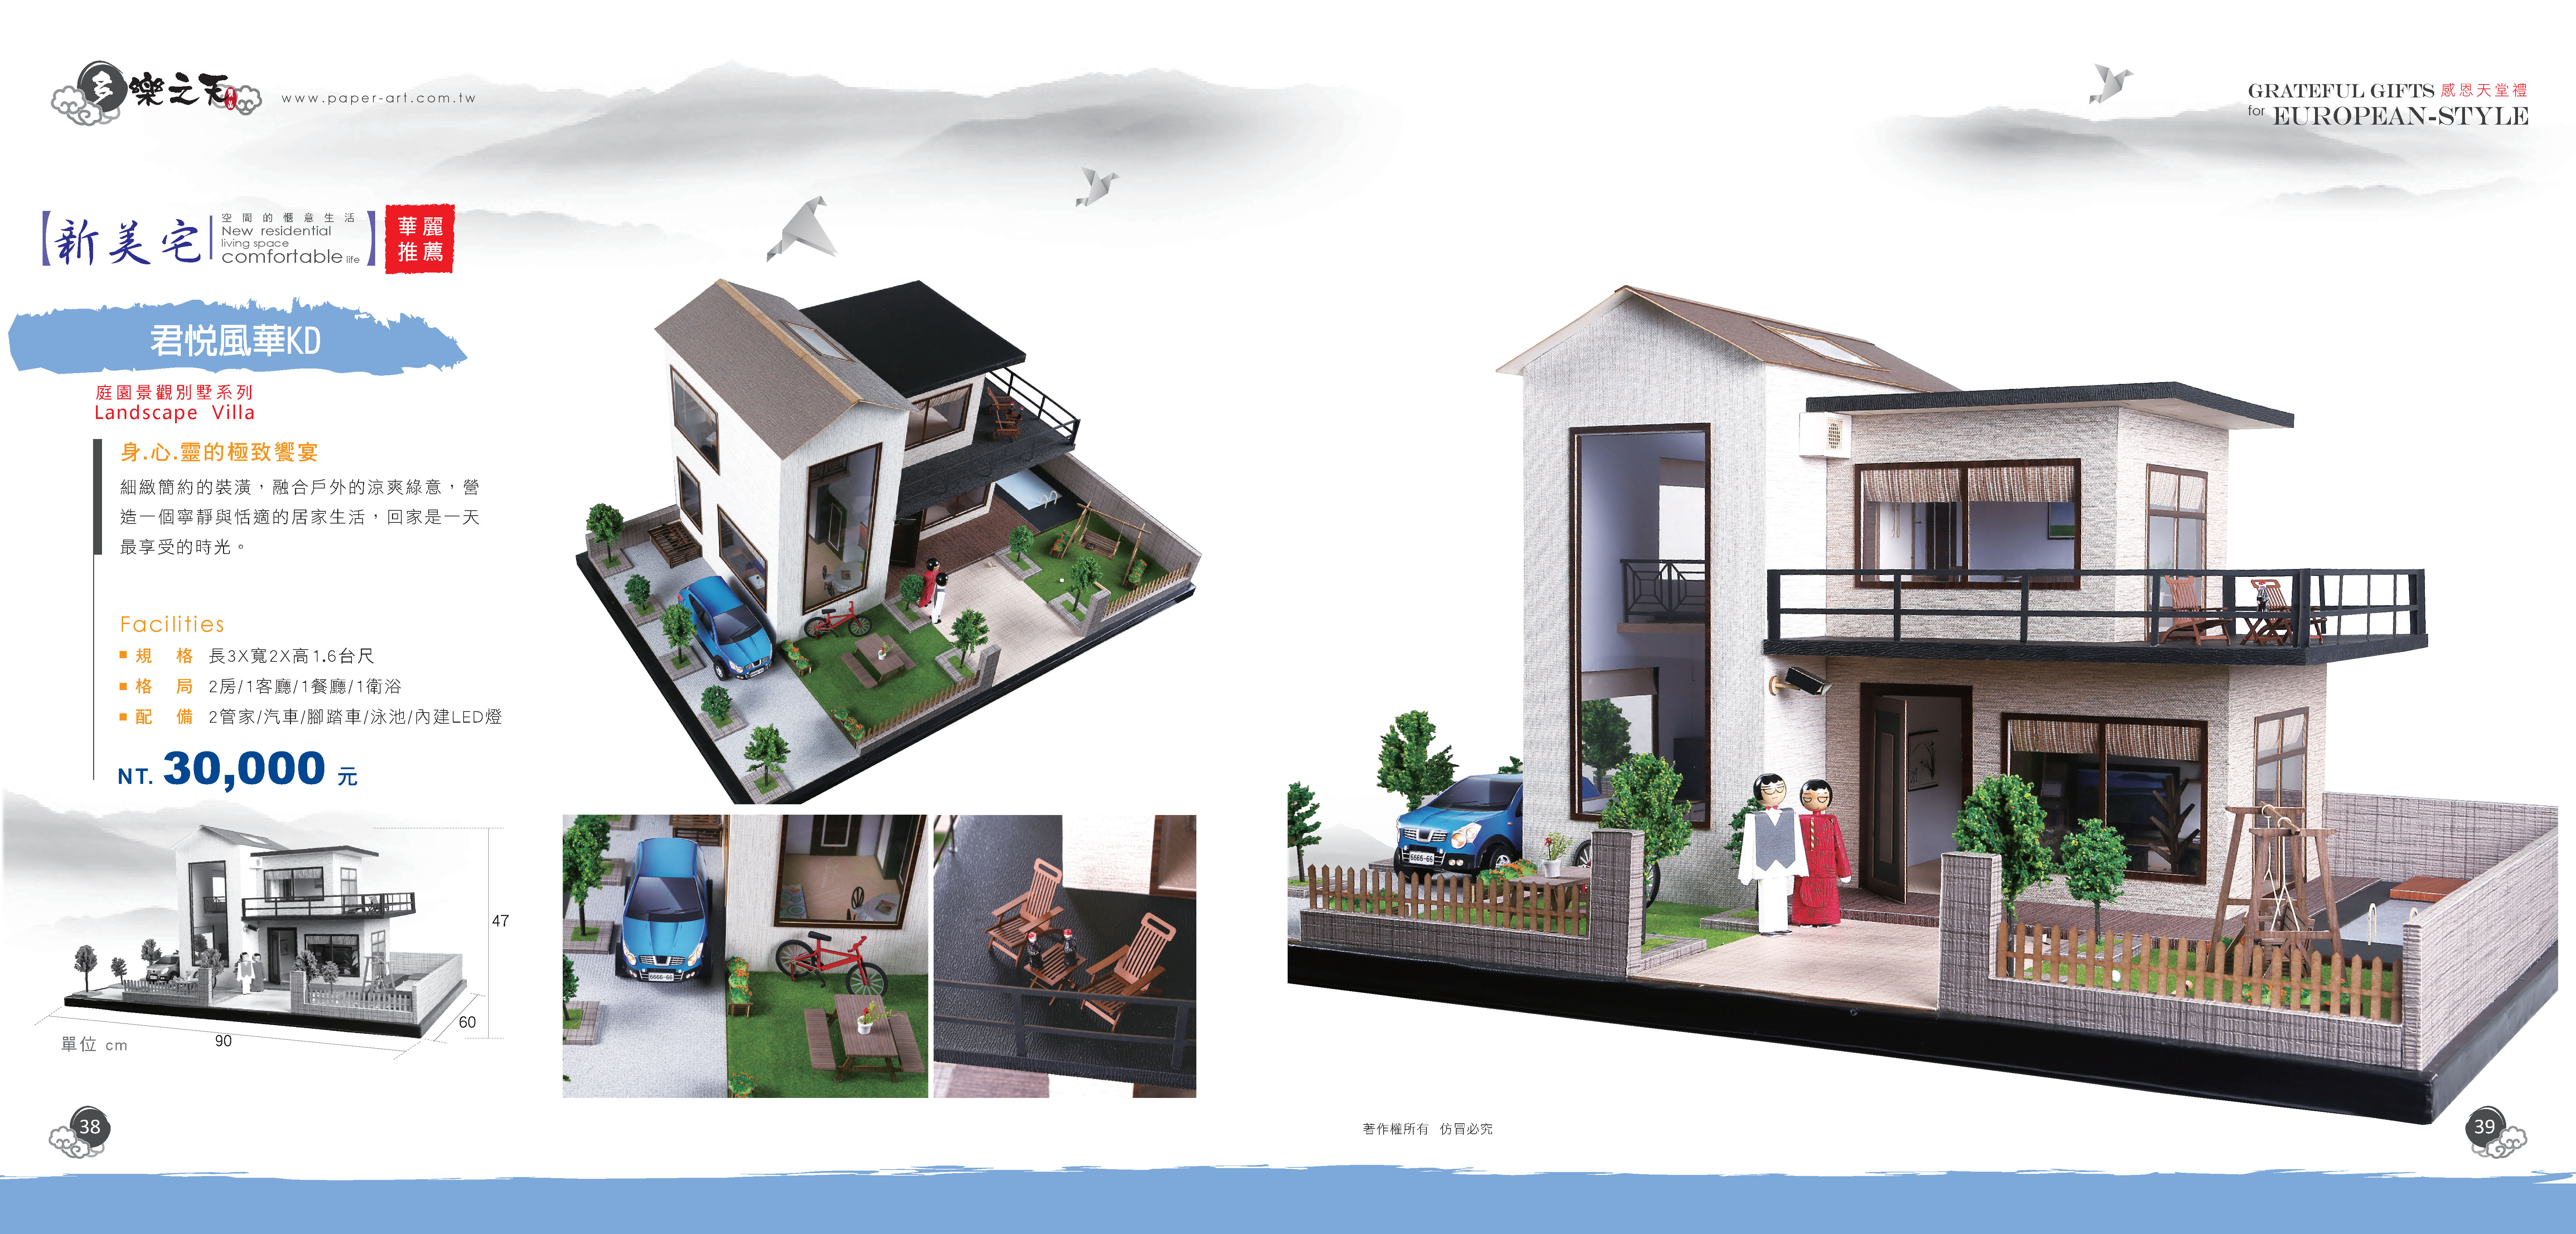 多樂之天
www.paper-art.com.tw
GRATEFUL GIFTS 感恩天堂禮
for EUROPEAN-STYLE
新美宅
空間的愜意生活
New residential
living space
comfortable life
華麗
推薦
君悦風華KD
庭園景觀別墅系列
Landscape Villa
身.心.靈的極致饗宴
細緻簡約的裝潢，融合戶外的涼爽綠意，營
造一個寧靜與恬適的居家生活，回家是一天
最享受的時光。
Facilities
規 格 長3X寬2X高1.6台尺
格 局 2房/1客廳/1餐廳/1衛浴
配 備 2管家/汽車/腳踏車/泳池/內建LED燈
NT. 30,000 元
47
60
90
單位 cm
6666-66
6666-66
38
著作權所有 仿冒必究
39